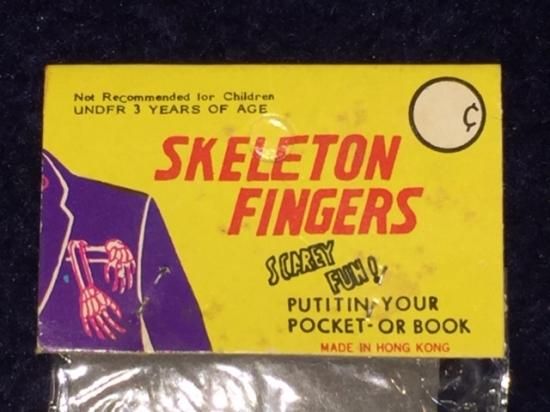 Not Recommended for Children
UNDER 3 YEARS OF AGE
¢
SKELETON
FINGERS
SCAREY
FUN!
PUTITIN YOUR
POCKET-OR BOOK
MADE IN HONG KONG